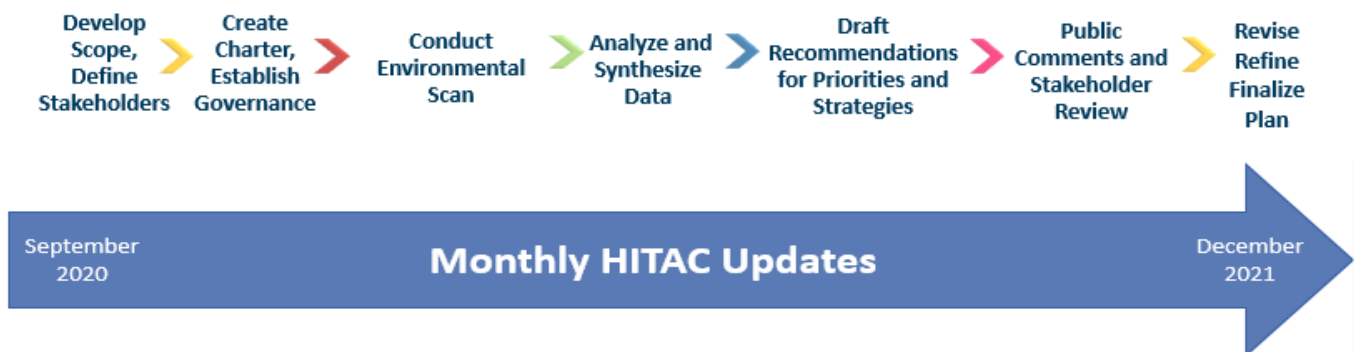 Develop
Scope,
Define
Stakeholders
Create
Charter,
Establish
Governance
Conduct
Environmental
Scan
Analyze and
Synthesize
Data
Draft
Recommendations
for Priorities and
Strategies
Public
Comments and
Stakeholder
Review
Revise
Refine
Finalize
Plan
September
2020
Monthly HITAC Updates
December
2021